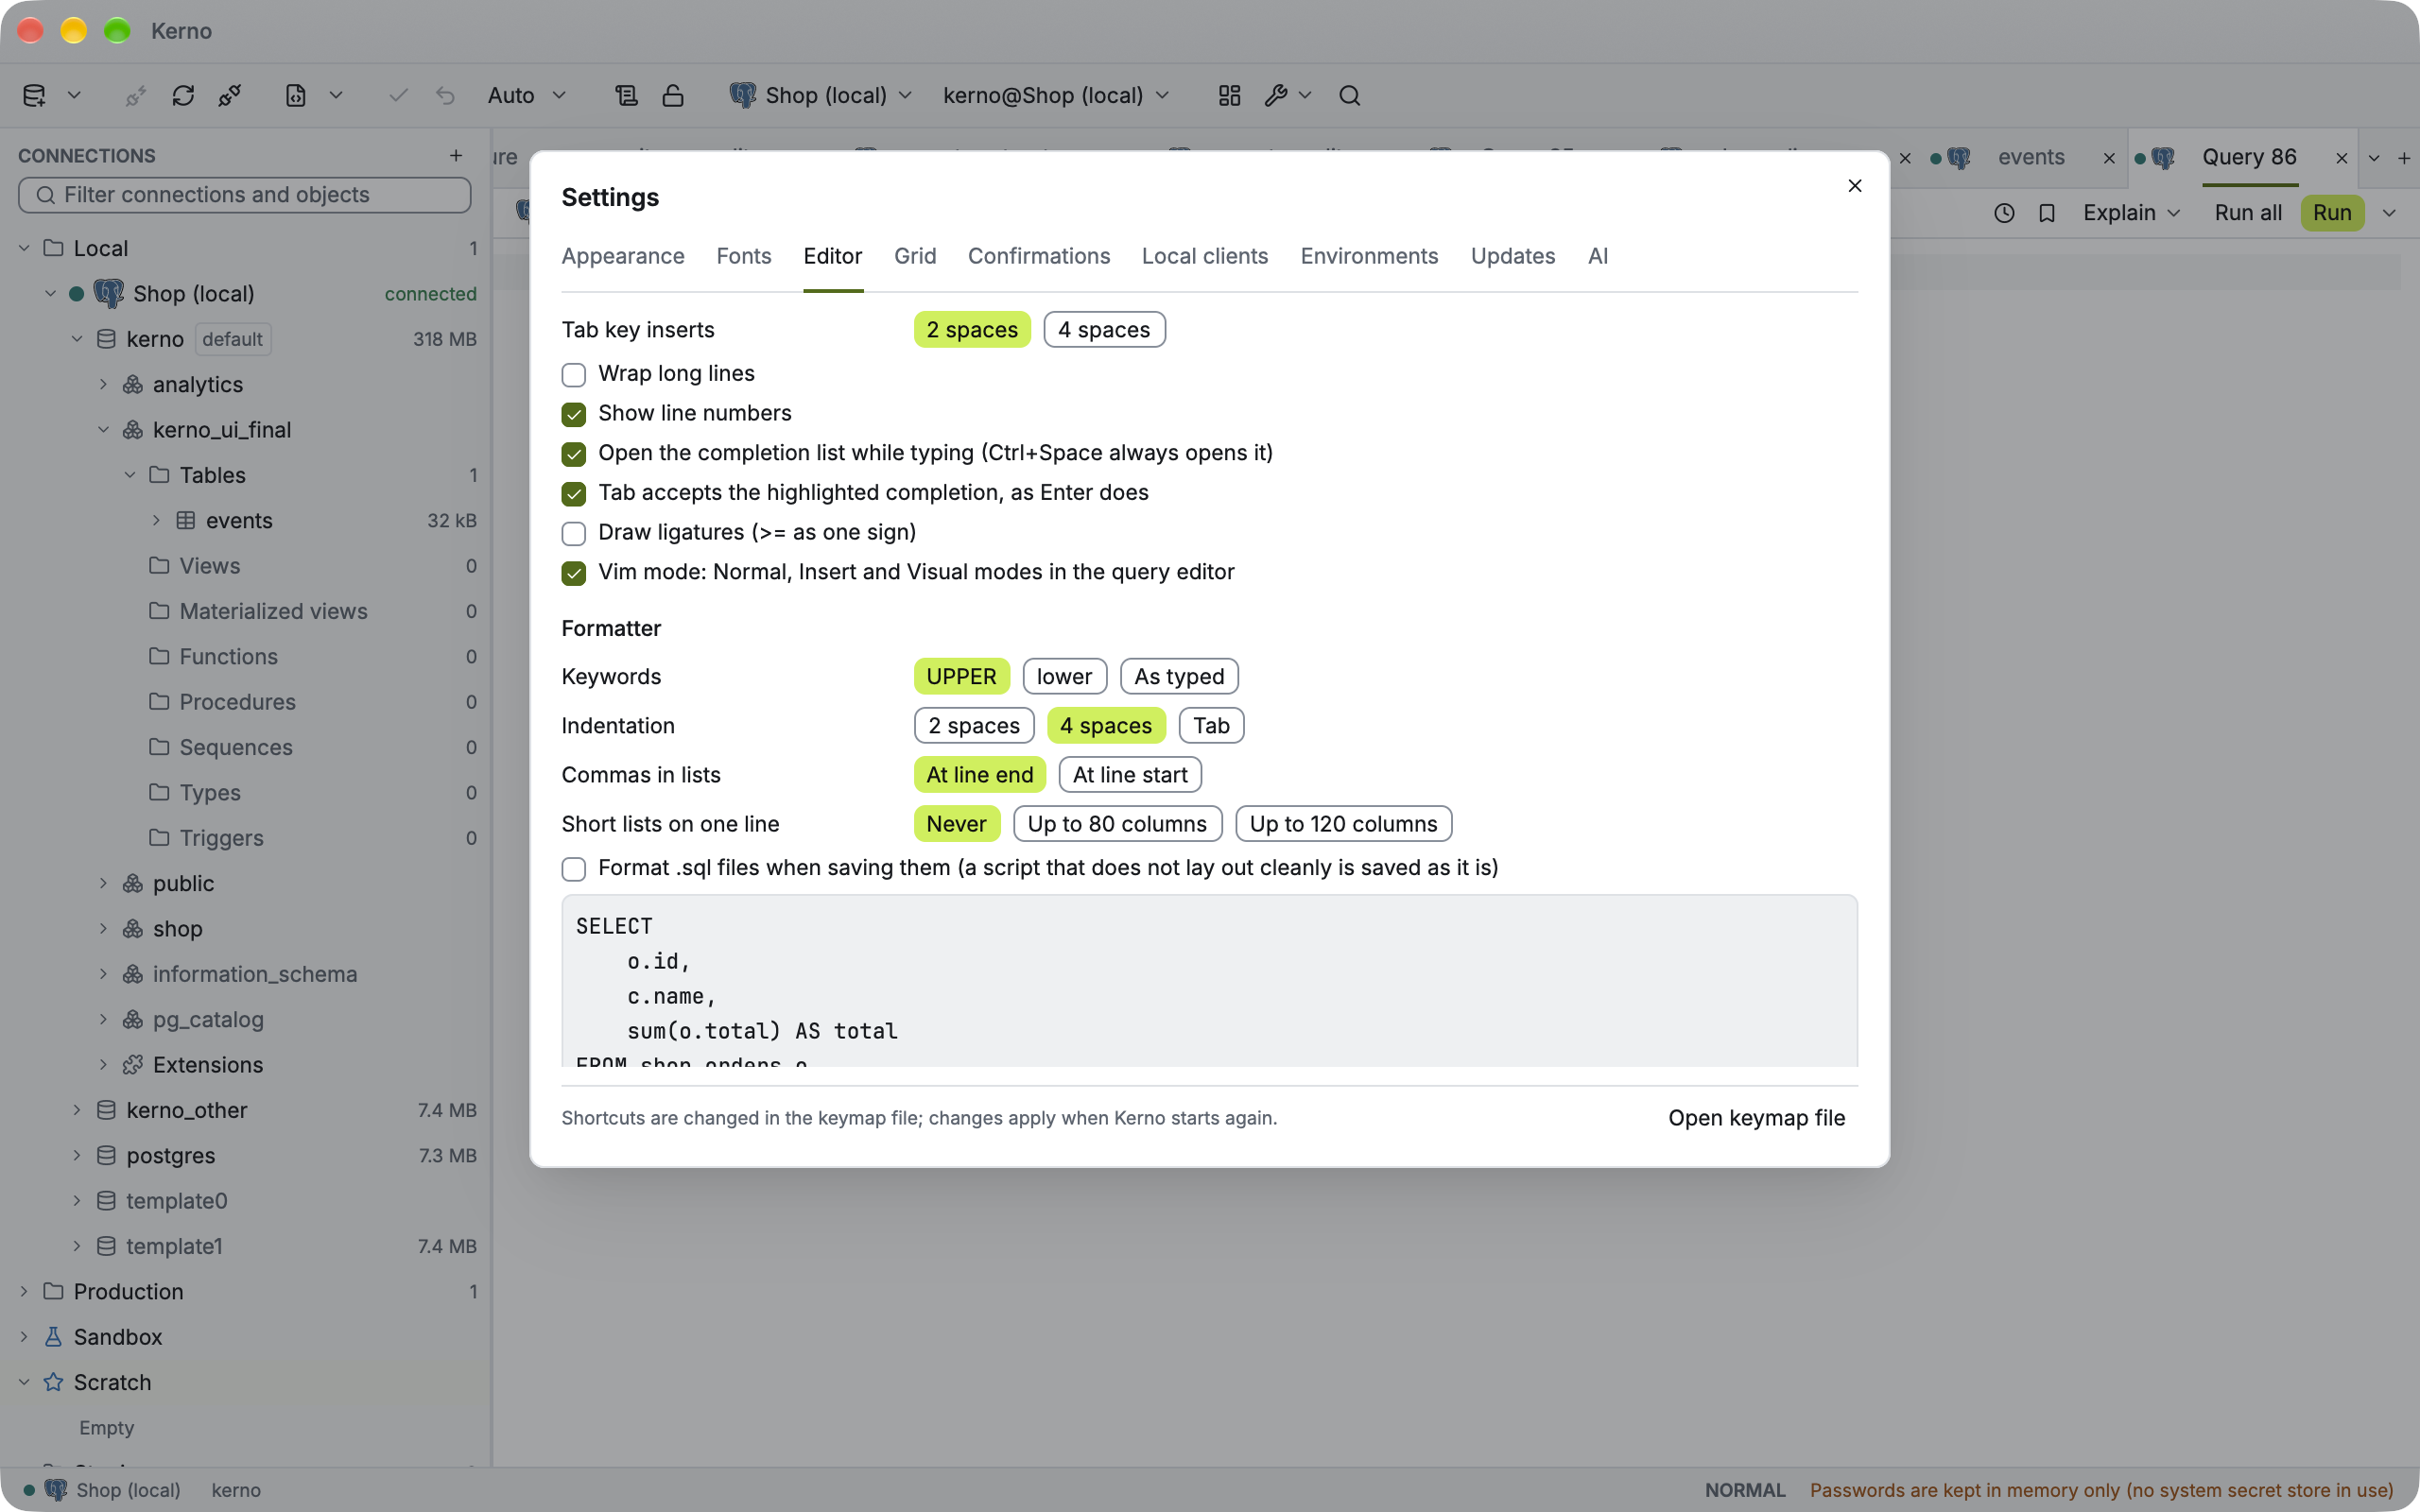 Kerno
Auto
Shop (local)
kerno@Shop (local)
CONNECTIONS
Filter connections and objects
Local 1
Shop (local) connected
kerno default 318 MB
analytics
kerno_ui_final
Tables 1
events 32 kB
Views 0
Materialized views 0
Functions 0
Procedures 0
Sequences 0
Types 0
Triggers 0
public
shop
information_schema
pg_catalog
Extensions
kerno_other 7.4 MB
postgres 7.3 MB
template0
template1 7.4 MB
Production 1
Sandbox
Scratch
Empty
events
Query 86
Explain
Run all
Run
Settings
Appearance Fonts Editor Grid Confirmations Local clients Environments Updates AI
Tab key inserts 2 spaces 4 spaces
Wrap long lines
Show line numbers
Open the completion list while typing (Ctrl+Space always opens it)
Tab accepts the highlighted completion, as Enter does
Draw ligatures (>= as one sign)
Vim mode: Normal, Insert and Visual modes in the query editor
Formatter
Keywords UPPER lower As typed
Indentation 2 spaces 4 spaces Tab
Commas in lists At line end At line start
Short lists on one line Never Up to 80 columns Up to 120 columns
Format .sql files when saving them (a script that does not lay out cleanly is saved as it is)
SELECT
o.id,
c.name,
sum(o.total) AS total
FROM shop.orders o
Shortcuts are changed in the keymap file; changes apply when Kerno starts again.
Open keymap file
Shop (local) kerno
NORMAL
Passwords are kept in memory only (no system secret store in use)